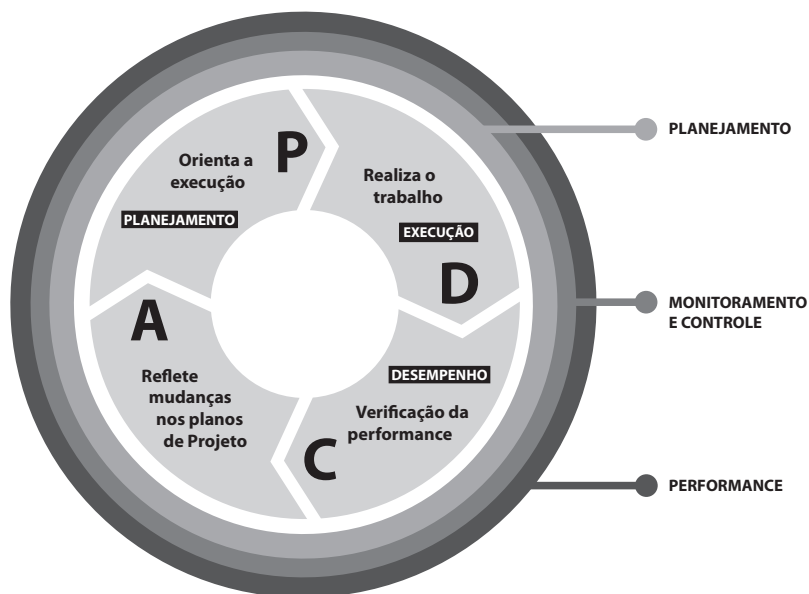 P
Orienta a
execução
PLANEJAMENTO
Realiza o
trabalho
EXECUÇÃO
D
DESEMPENHO
Verificação da
performance
C
A
Reflete
mudanças
nos planos
de Projeto
PLANEJAMENTO
MONITORAMENTO
E CONTROLE
PERFORMANCE